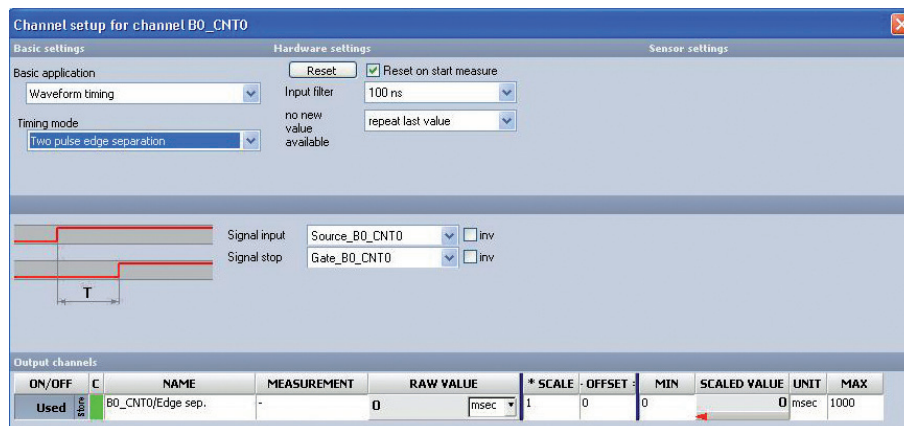 Channel setup for channel B0_CNT0
Basic settings Hardware settings Sensor settings
Basic application
Waveform timing
Timing mode
Two pulse edge separation
Reset Reset on start measure
Input filter 100 ns
no new
value
available
repeat last value
Signal input Source_B0_CNT0 inv
Signal stop Gate_B0_CNT0 inv
T
Output channels
ON/OFF C NAME MEASUREMENT RAW VALUE * SCALE - OFFSET = MIN SCALED VALUE UNIT MAX
Used store B0_CNT0/Edge sep. - 0 msec 1 0 0 0 msec 1000